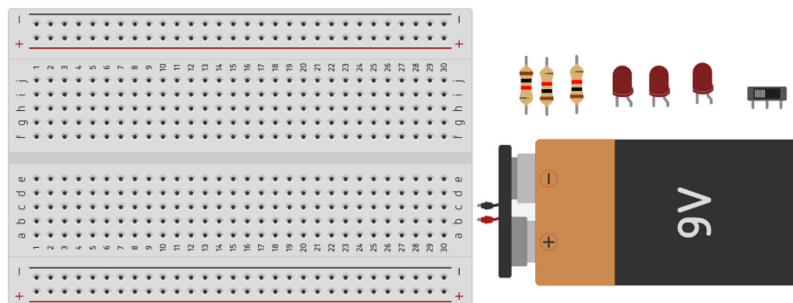 − −
+ +
1 2 3 4 5 6 7 8 9 10 11 12 13 14 15 16 17 18 19 20 21 22 23 24 25 26 27 28 29 30
j j
i i
h h
g g
f f
e e
d d
c c
b b
a a
1 2 3 4 5 6 7 8 9 10 11 12 13 14 15 16 17 18 19 20 21 22 23 24 25 26 27 28 29 30
− −
+ +
−
+
9V